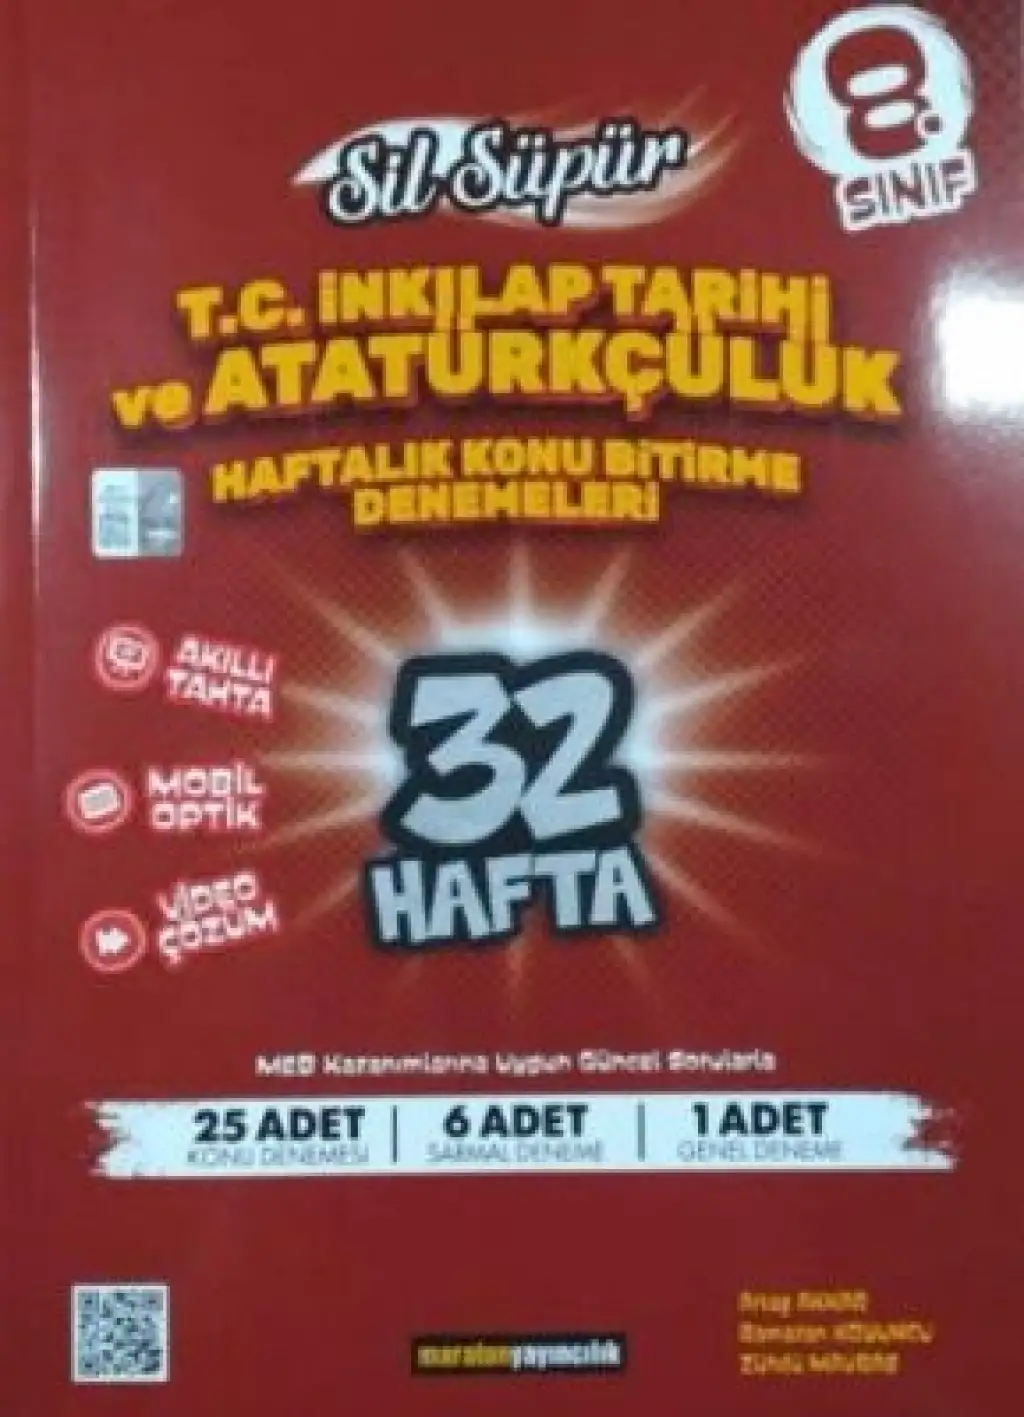 8.
SINIF
Sil Süpür
T.C. İNKILAP TARİHİ
ve ATATÜRKÇÜLÜK
HAFTALIK KONU BİTİRME
DENEMELERİ
AKILLI
TAHTA
MOBİL
OPTİK
VİDEO
ÇÖZÜM
32
HAFTA
MEB Kazanımlarına Uygun Güncel Sorularla
25 ADET
KONU DENEMESİ
6 ADET
SARMAL DENEME
1 ADET
GENEL DENEME
maratonyayıncılık
Ramazan KOYUNCU